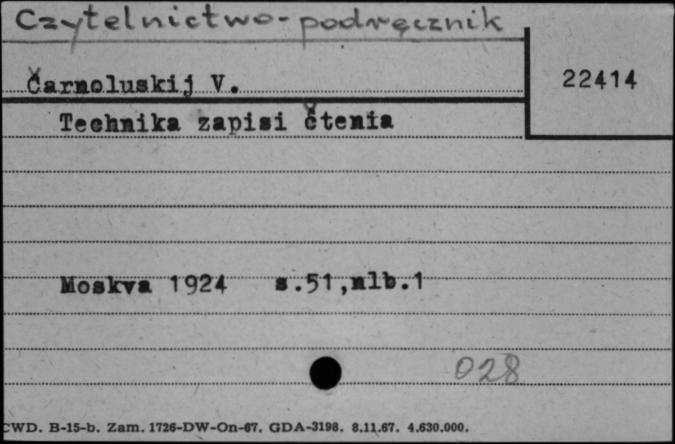 Czytelnictwo-podręcznik
Čarnoluskij V.
22414
Technika zapisi čtenia
Moskva 1924 s.51,nlb.1
028
CWD. B-15-b. Zam. 1726-DW-On-67. GDA-3198. 8.11.67. 4.630.000.